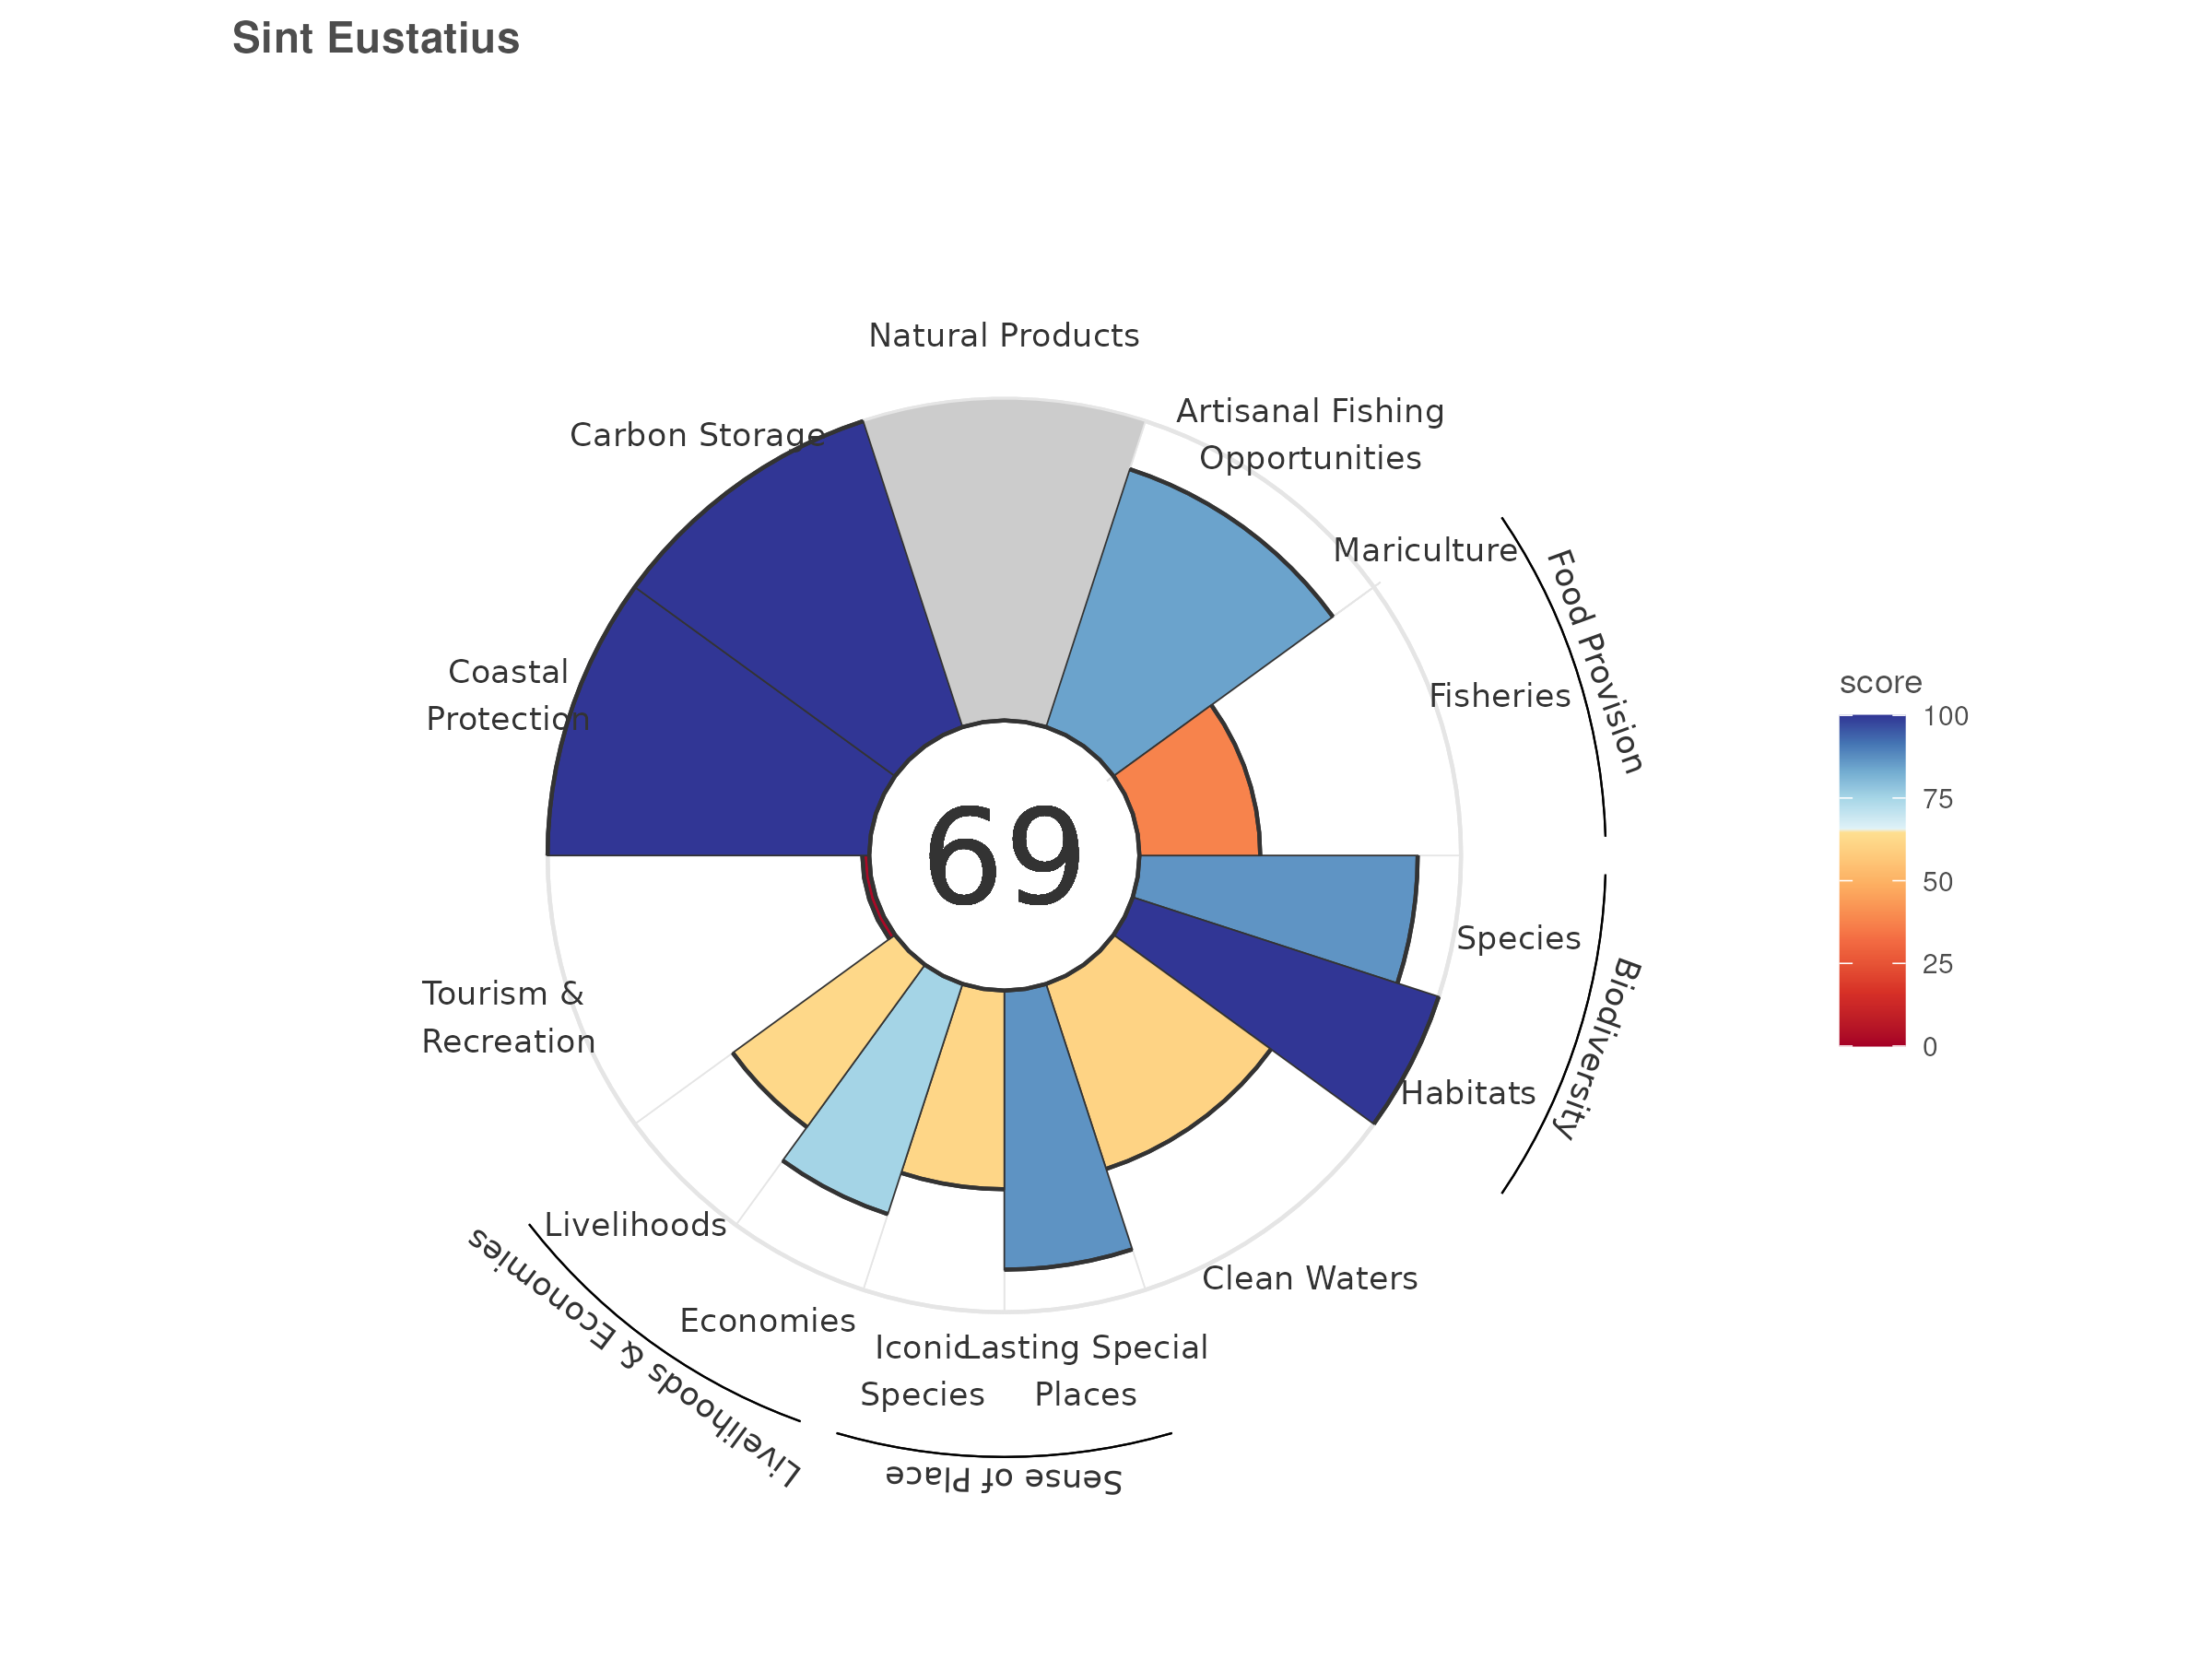 Sint Eustatius
Natural Products
Artisanal Fishing
Opportunities
Carbon Storage
Mariculture
Food Provision
Coastal
Protection
Fisheries
score
100
75
50
25
0
69
Species
Biodiversity
Tourism &
Recreation
Habitats
Livelihoods
Clean Waters
Livelihoods & Economies
Economies
Iconic
Species
Lasting Special
Places
Sense of Place